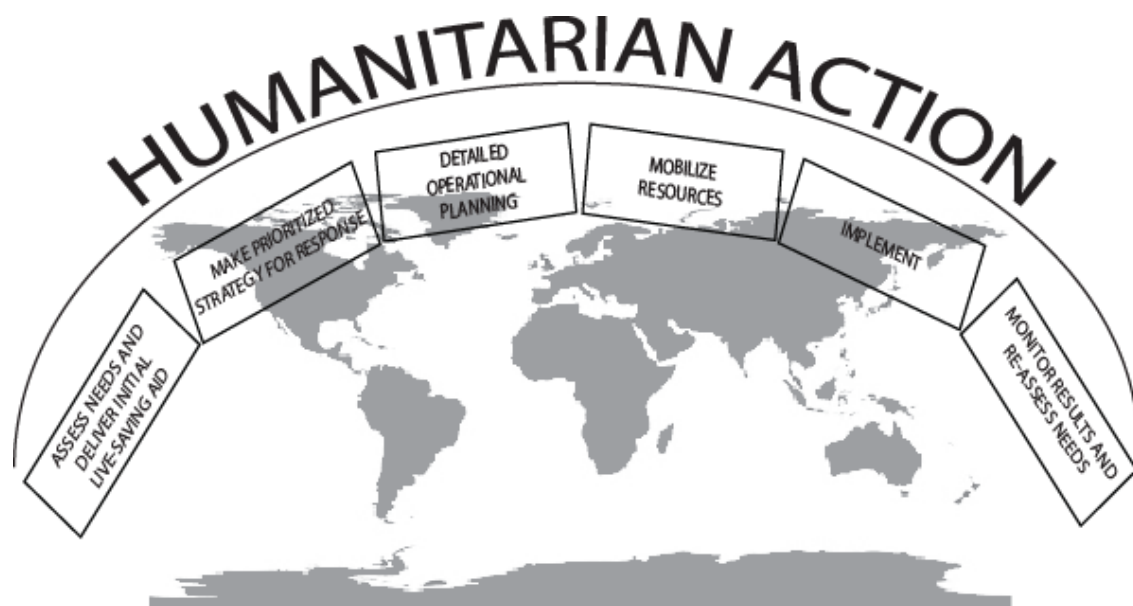 HUMANITARIAN ACTION
ASSESS NEEDS AND
DELIVER INITIAL
LIVE-SAVING AID
MAKE PRIORITIZED
STRATEGY FOR RESPONSE
DETAILED
OPERATIONAL
PLANNING
MOBILIZE
RESOURCES
IMPLEMENT
MONITOR RESULTS AND
RE-ASSESS NEEDS